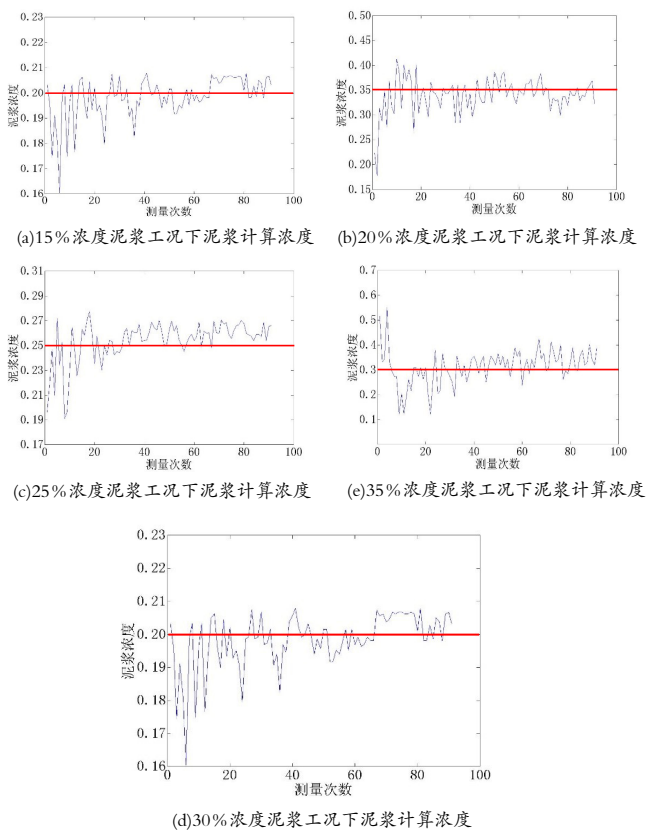 0.23
0.22
0.21
0.20
0.19
0.18
0.17
0.16
泥浆浓度
0 20 40 60 80 100
测量次数
(a)15%浓度泥浆工况下泥浆计算浓度
0.50
0.45
0.40
0.35
0.30
0.25
0.20
0.15
泥浆浓度
0 20 40 60 80 100
测量次数
(b)20%浓度泥浆工况下泥浆计算浓度
0.31
0.29
0.27
0.25
0.23
0.21
0.19
0.17
泥浆浓度
0 20 40 60 80 100
测量次数
(c)25%浓度泥浆工况下泥浆计算浓度
0.7
0.6
0.5
0.4
0.3
0.2
0.1
泥浆浓度
0 20 40 60 80 100
测量次数
(e)35%浓度泥浆工况下泥浆计算浓度
0.23
0.22
0.21
0.20
0.19
0.18
0.17
0.16
泥浆浓度
0 20 40 60 80 100
测量次数
(d)30%浓度泥浆工况下泥浆计算浓度